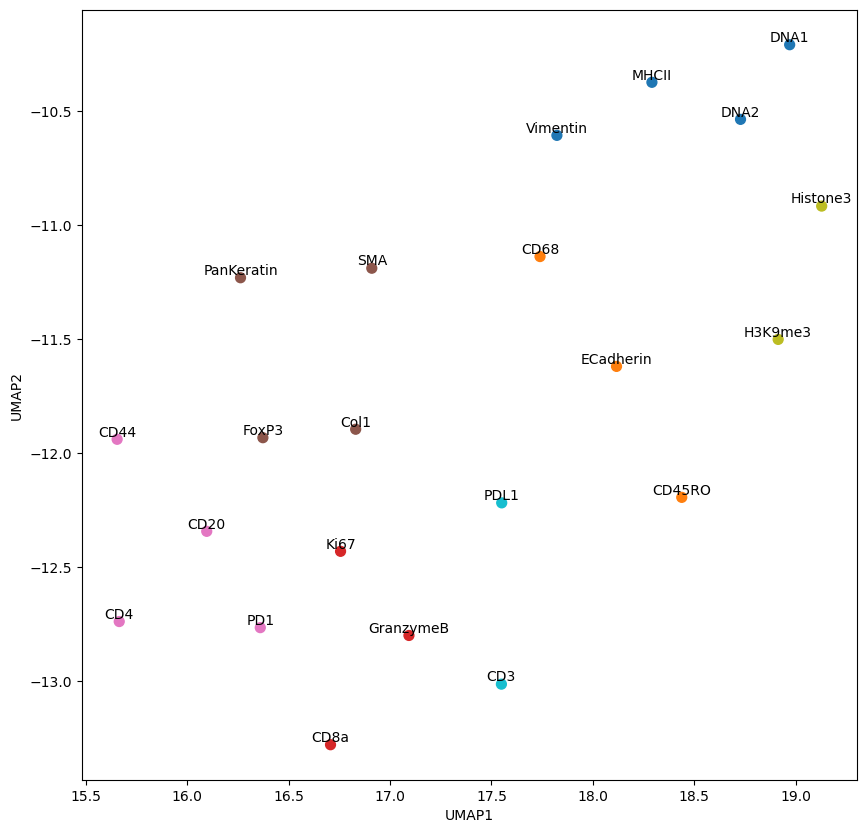 DNA1
MHCII
−10.5
DNA2
Vimentin
Histone3
−11.0
CD68
SMA
PanKeratin
H3K9me3
−11.5
ECadherin
UMAP2
Col1
FoxP3
CD44
−12.0
CD45RO
PDL1
CD20
−12.5
Ki67
CD4
PD1
GranzymeB
−13.0
CD3
CD8a
15.5 16.0 16.5 17.0 17.5 18.0 18.5 19.0
UMAP1